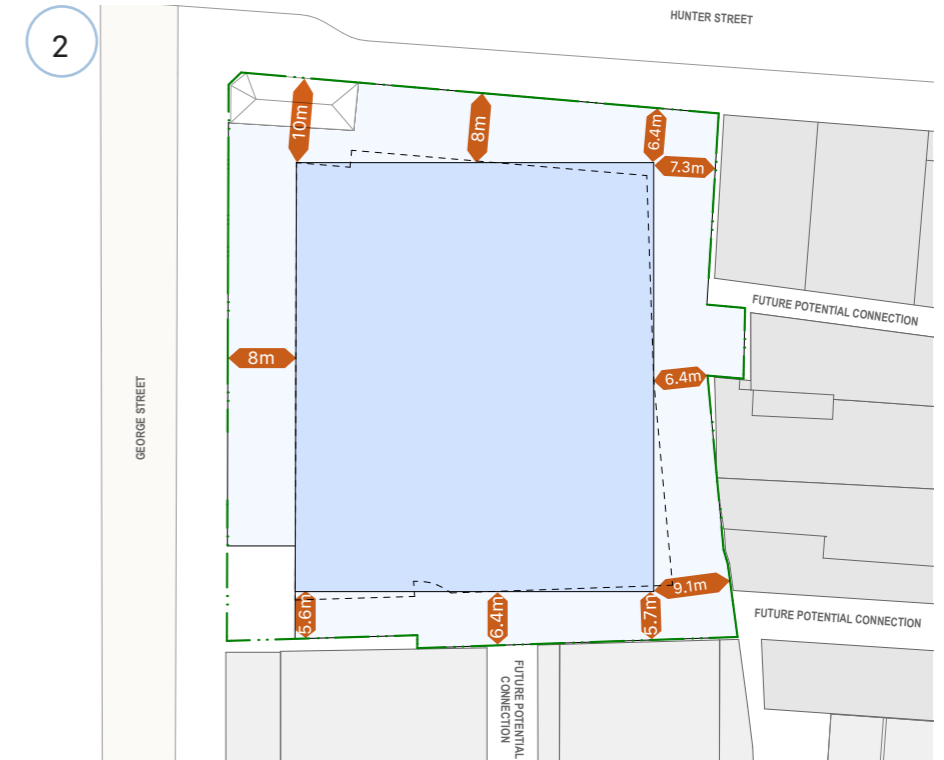 2
HUNTER STREET
10m
8m
6.4m
7.3m
FUTURE POTENTIAL CONNECTION
8m
6.4m
GEORGE STREET
9.1m
5.6m
6.4m
5.7m
FUTURE POTENTIAL CONNECTION
FUTURE POTENTIAL
CONNECTION